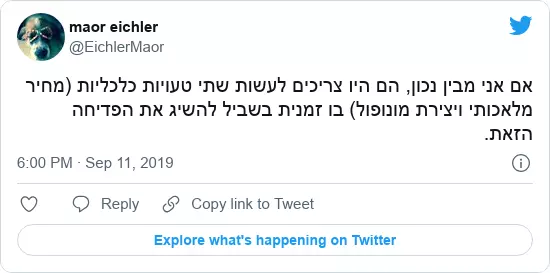 maor eichler
@EichlerMaor
אם אני מבין נכון, הם היו צריכים לעשות שתי טעויות כלכליות (מחיר
מלאכותי ויצירת מונופול) בו זמנית בשביל להשיג את הפדיחה
הזאת.
6:00 PM · Sep 11, 2019
Reply
Copy link to Tweet
Explore what's happening on Twitter